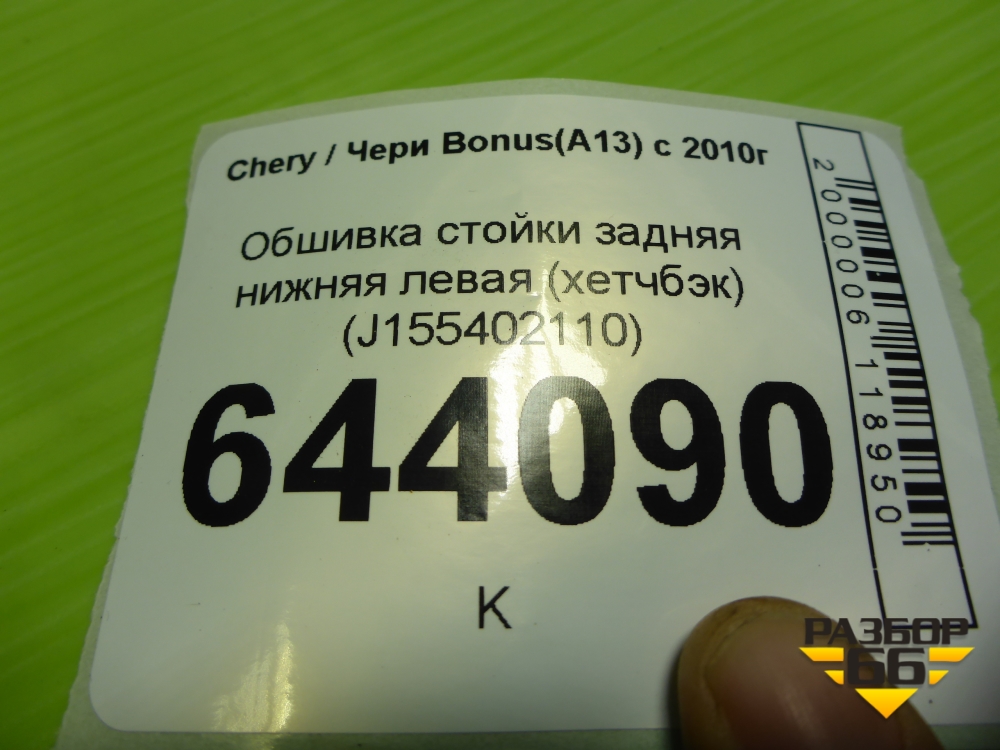 Chery / Чери Bonus(A13) с 2010г
Обшивка стойки задняя
нижняя левая (хетчбэк)
(J155402110)
644090
К
2000006118950
РАЗБОР
66